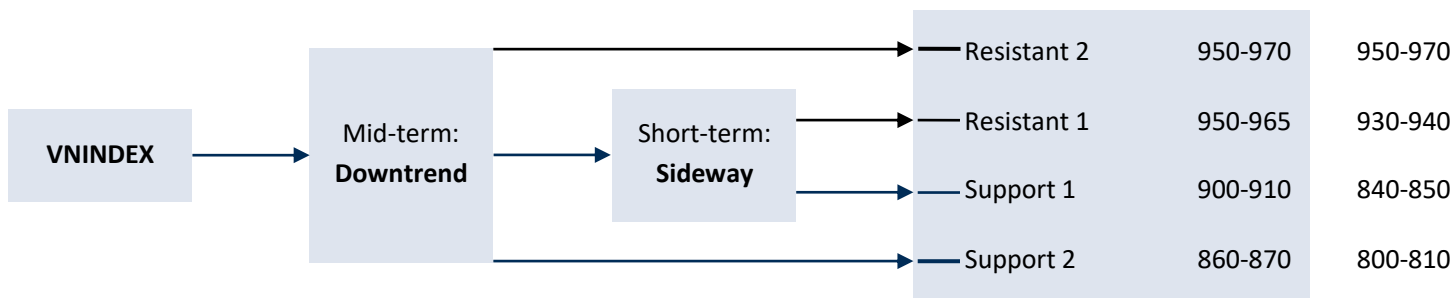 VNINDEX
Mid-term:
Downtrend
Short-term:
Sideway
Resistant 2 950-970 950-970
Resistant 1 950-965 930-940
Support 1 900-910 840-850
Support 2 860-870 800-810